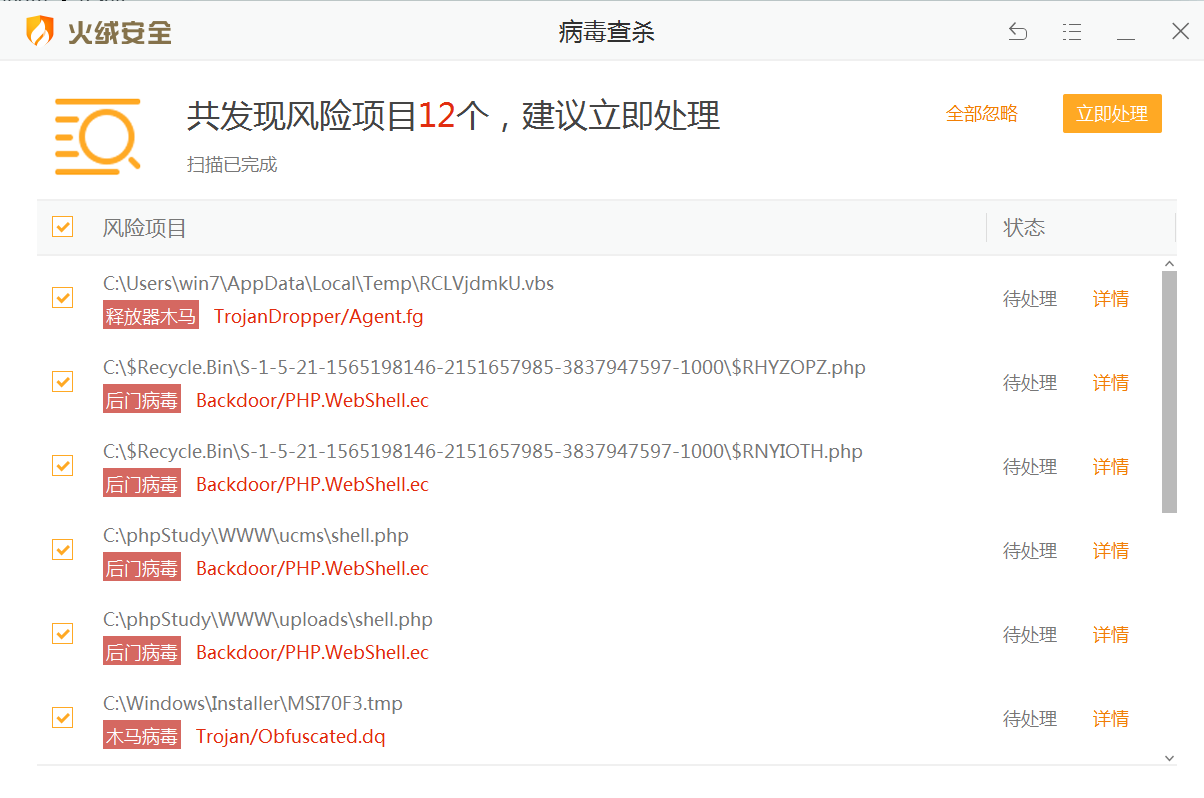 火绒安全
病毒查杀
共发现风险项目12个，建议立即处理
全部忽略
立即处理
扫描已完成
风险项目
状态
C:\Users\win7\AppData\Local\Temp\RCLVjdmkU.vbs
释放器木马 TrojanDropper/Agent.fg
待处理 详情
C:\$Recycle.Bin\S-1-5-21-1565198146-2151657985-3837947597-1000\$RHYZOPZ.php
后门病毒 Backdoor/PHP.WebShell.ec
待处理 详情
C:\$Recycle.Bin\S-1-5-21-1565198146-2151657985-3837947597-1000\$RNYIOTH.php
后门病毒 Backdoor/PHP.WebShell.ec
待处理 详情
C:\phpStudy\WWW\ucms\shell.php
后门病毒 Backdoor/PHP.WebShell.ec
待处理 详情
C:\phpStudy\WWW\uploads\shell.php
后门病毒 Backdoor/PHP.WebShell.ec
待处理 详情
C:\Windows\Installer\MSI70F3.tmp
木马病毒 Trojan/Obfuscated.dq
待处理 详情